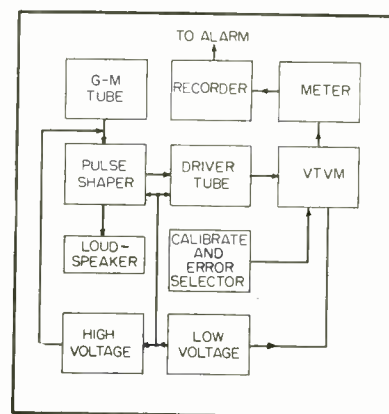 TO ALARM
G-M
TUBE
RECORDER
METER
PULSE
SHAPER
DRIVER
TUBE
VTVM
LOUD-
SPEAKER
CALIBRATE
AND
ERROR
SELECTOR
HIGH
VOLTAGE
LOW
VOLTAGE